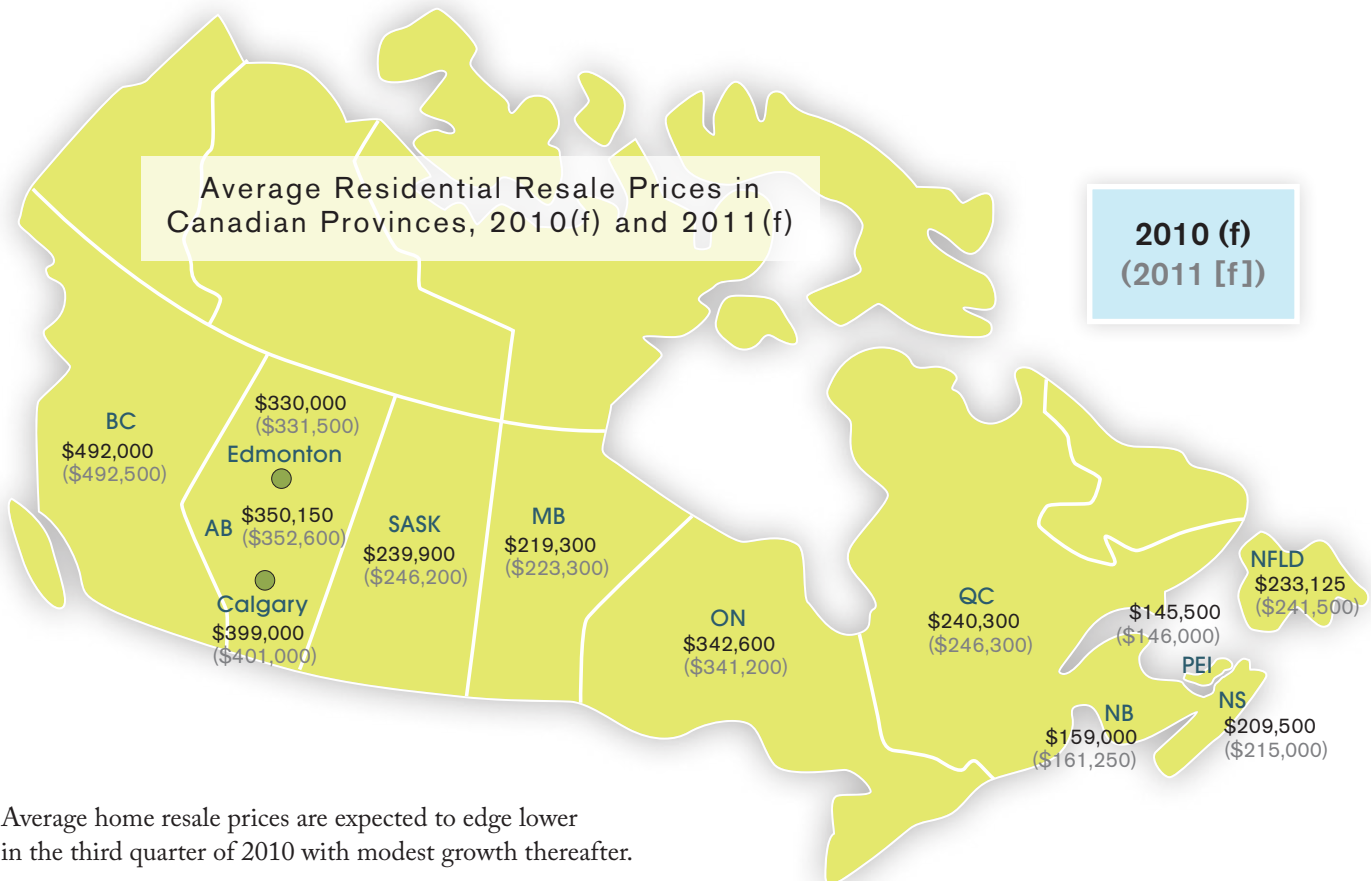 Average Residential Resale Prices in
Canadian Provinces, 2010(f) and 2011(f)
2010 (f)
(2011 [f])
BC
$492,000
($492,500)
$330,000
($331,500)
Edmonton
AB
$350,150
($352,600)
Calgary
$399,000
($401,000)
SASK
$239,900
($246,200)
MB
$219,300
($223,300)
ON
$342,600
($341,200)
QC
$240,300
($246,300)
NFLD
$233,125
($241,500)
$145,500
($146,000)
PEI
NS
$209,500
($215,000)
NB
$159,000
($161,250)
Average home resale prices are expected to edge lower
in the third quarter of 2010 with modest growth thereafter.